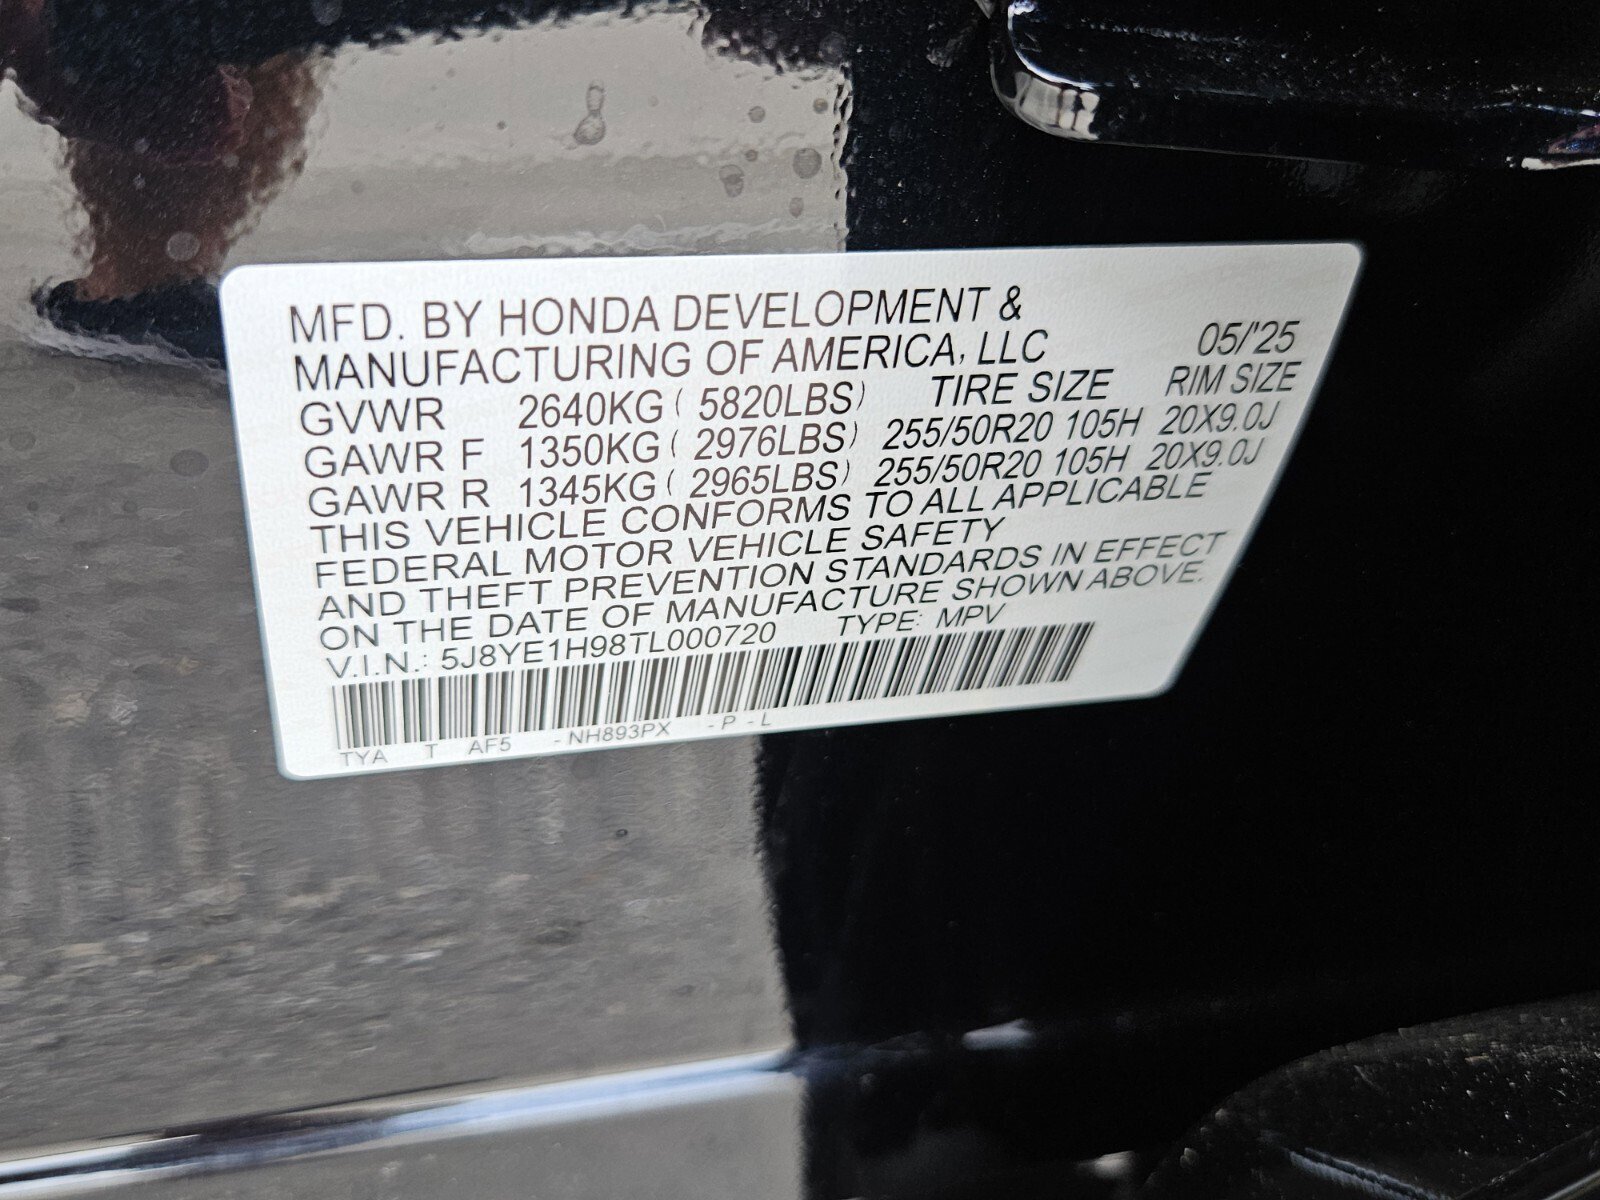 MFD. BY HONDA DEVELOPMENT &
MANUFACTURING OF AMERICA, LLC 05/'25
GVWR 2640KG ( 5820LBS) TIRE SIZE RIM SIZE
GAWR F 1350KG ( 2976LBS) 255/50R20 105H 20X9.0J
GAWR R 1345KG ( 2965LBS) 255/50R20 105H 20X9.0J
THIS VEHICLE CONFORMS TO ALL APPLICABLE
FEDERAL MOTOR VEHICLE SAFETY
AND THEFT PREVENTION STANDARDS IN EFFECT
ON THE DATE OF MANUFACTURE SHOWN ABOVE.
V.I.N.: 5J8YE1H98TL000720 TYPE: MPV
TYA T AF5 -NH893PX -P -L